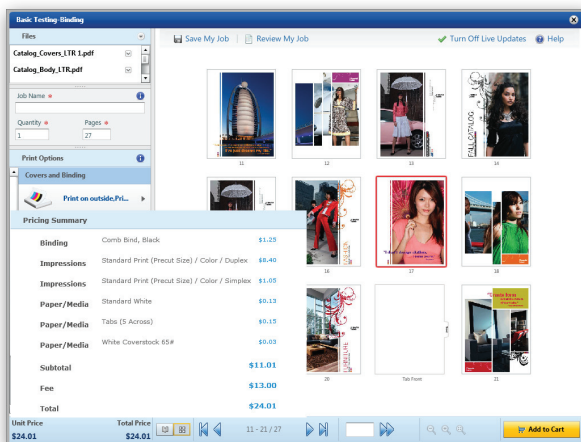 Basic Testing-Binding
Files
Catalog_Covers_LTR 1.pdf
Catalog_Body_LTR.pdf
Job Name *
Quantity * Pages *
1 27
Print Options
Covers and Binding
Print on outside,Pri...
Save My Job Review My Job Turn Off Live Updates Help
11 12 13 14
FALL CATALOG
Pricing Summary
Binding Comb Bind, Black $1.25
Impressions Standard Print (Precut Size) / Color / Duplex $8.40
Impressions Standard Print (Precut Size) / Color / Simplex $1.05
Paper/Media Standard White $0.13
Paper/Media Tabs (5 Across) $0.15
Paper/Media White Coverstock 65# $0.03
Subtotal $11.01
Fee $13.00
Total $24.01
FASHION
16 17 18
FURNITURE
20 Tab Front 21
Unit Price Total Price
$24.01 $24.01
11 - 21 / 27
Add to Cart